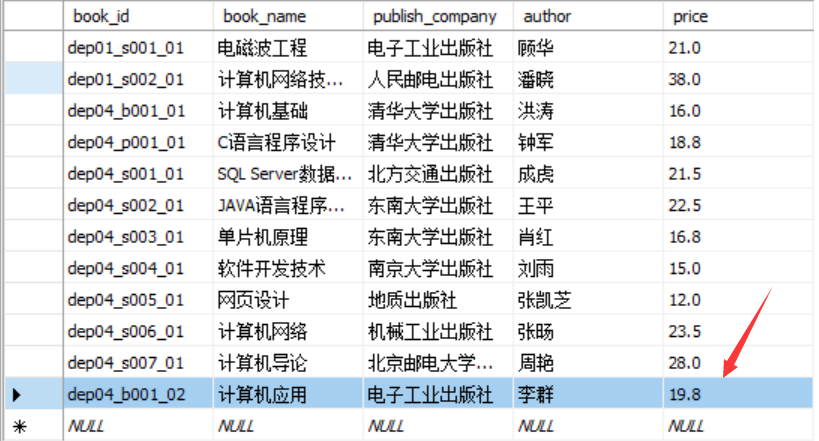 book_id book_name publish_company author price
dep01_s001_01 电磁波工程 电子工业出版社 顾华 21.0
dep01_s002_01 计算机网络技... 人民邮电出版社 潘晓 38.0
dep04_b001_01 计算机基础 清华大学出版社 洪涛 16.0
dep04_p001_01 C语言程序设计 清华大学出版社 钟军 18.8
dep04_s001_01 SQL Server数据... 北方交通出版社 成虎 21.5
dep04_s002_01 JAVA语言程序... 东南大学出版社 王平 22.5
dep04_s003_01 单片机原理 东南大学出版社 肖红 16.8
dep04_s004_01 软件开发技术 南京大学出版社 刘雨 15.0
dep04_s005_01 网页设计 地质出版社 张凯芝 12.0
dep04_s006_01 计算机网络 机械工业出版社 张旸 23.5
dep04_s007_01 计算机导论 北京邮电大学... 周艳 28.0
dep04_b001_02 计算机应用 电子工业出版社 李群 19.8
NULL NULL NULL NULL NULL